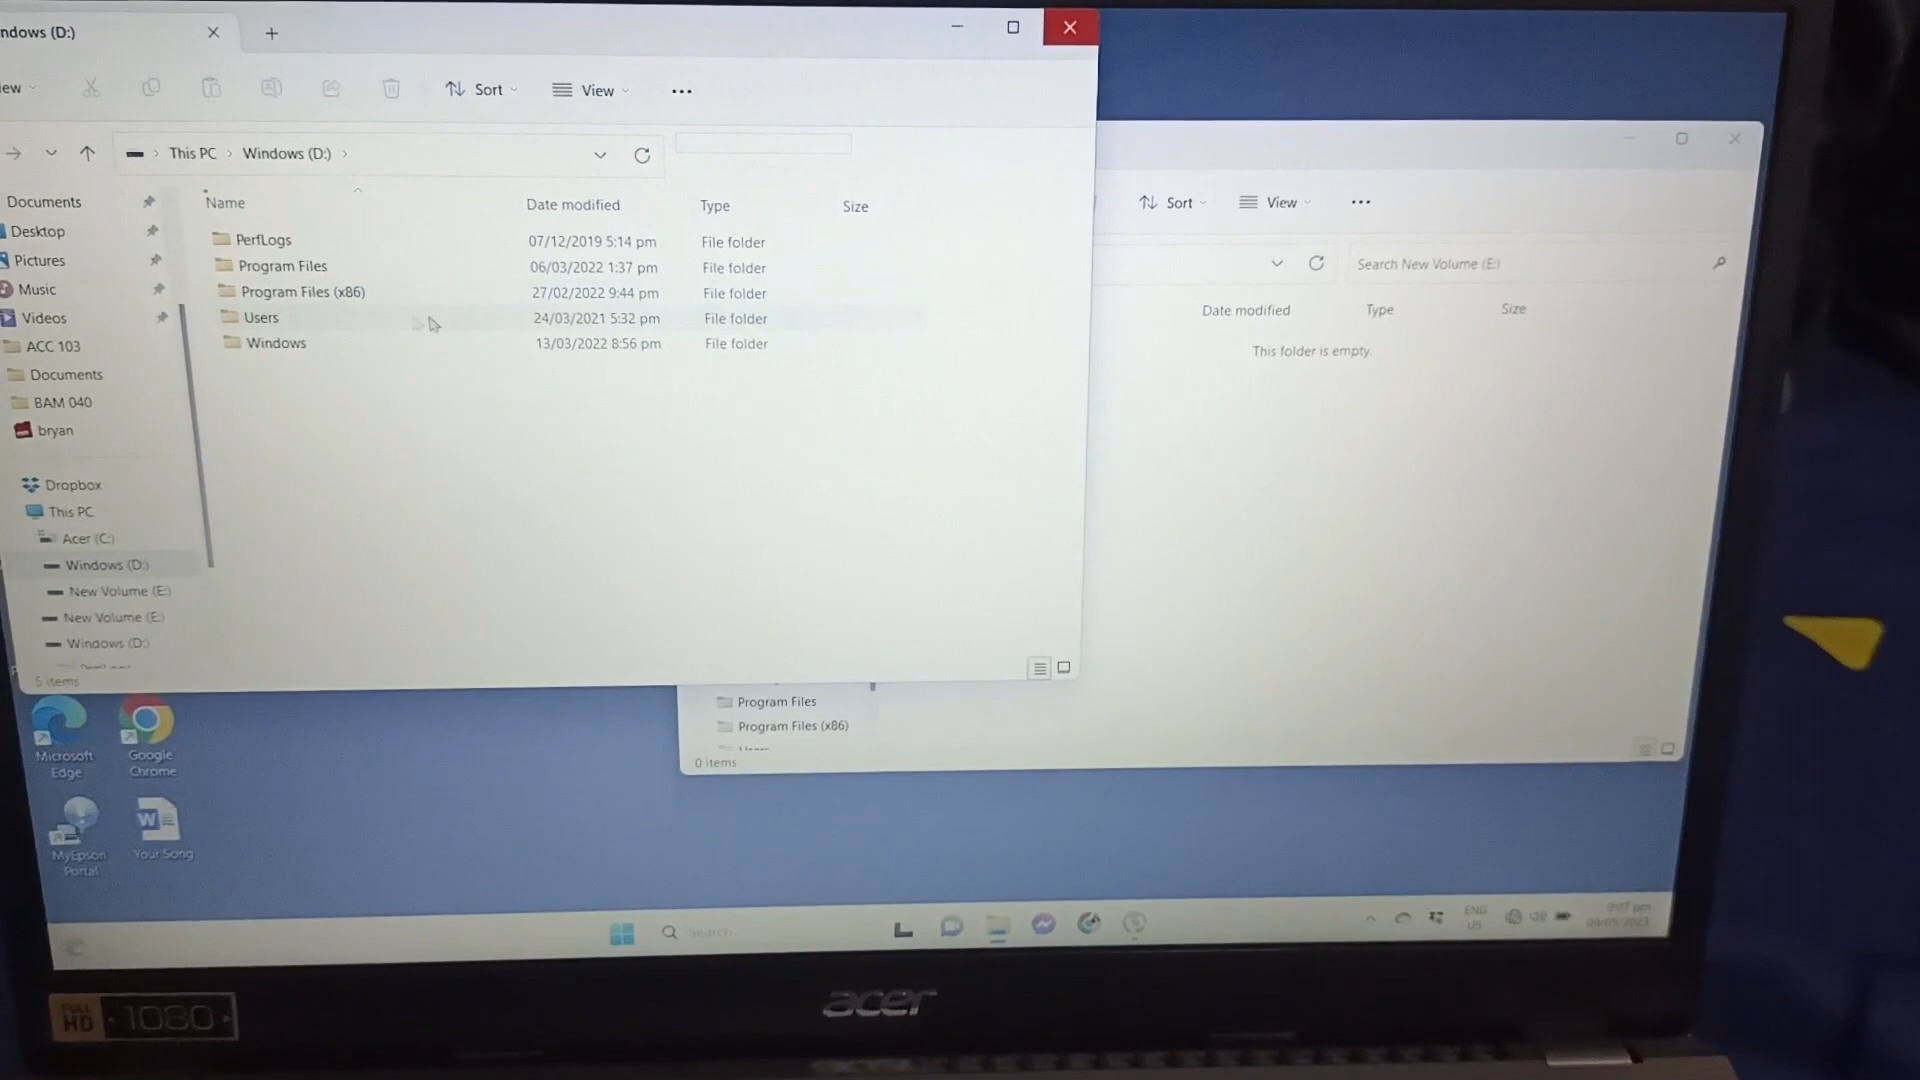 ndows (D:)
ew
Sort
View
This PC
Windows (D:)
Name
Date modified
Type
Size
PerfLogs
07/12/2019 5:14 pm
File folder
Program Files
06/03/2022 1:37 pm
File folder
Program Files (x86)
27/02/2022 9:44 pm
File folder
Users
24/03/2021 5:32 pm
File folder
Windows
13/03/2022 8:56 pm
File folder
Documents
Desktop
Pictures
Music
Videos
ACC 103
Documents
BAM 040
bryan
Dropbox
This PC
Acer (C:)
Windows (D:)
New Volume (E:)
New Volume (E:)
Windows (D:)
5 items
Sort
View
Search New Volume (E:)
Date modified
Type
Size
This folder is empty.
Program Files
Program Files (x86)
0 items
Microsoft
Edge
Google
Chrome
MyEpson
Portal
Your Song
Search
ENG
US
9:07 pm
09/05/2023
FULL
HD
1080
acer